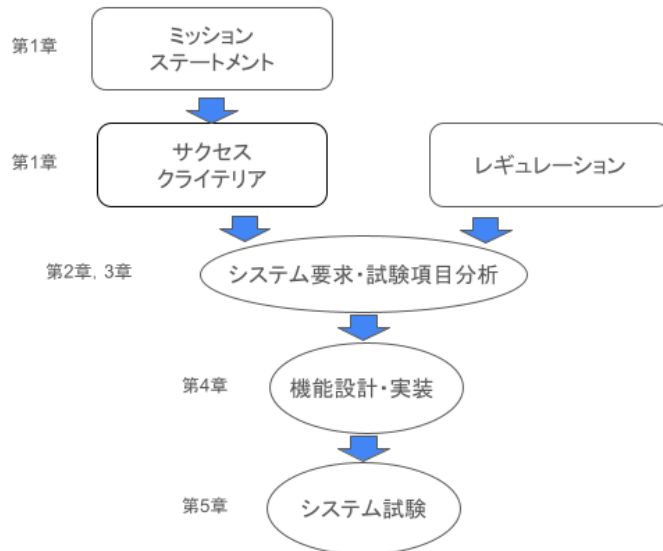 第1章
ミッション
ステートメント
第1章
サクセス
クライテリア
レギュレーション
第2章, 3章
システム要求・試験項目分析
第4章
機能設計・実装
第5章
システム試験